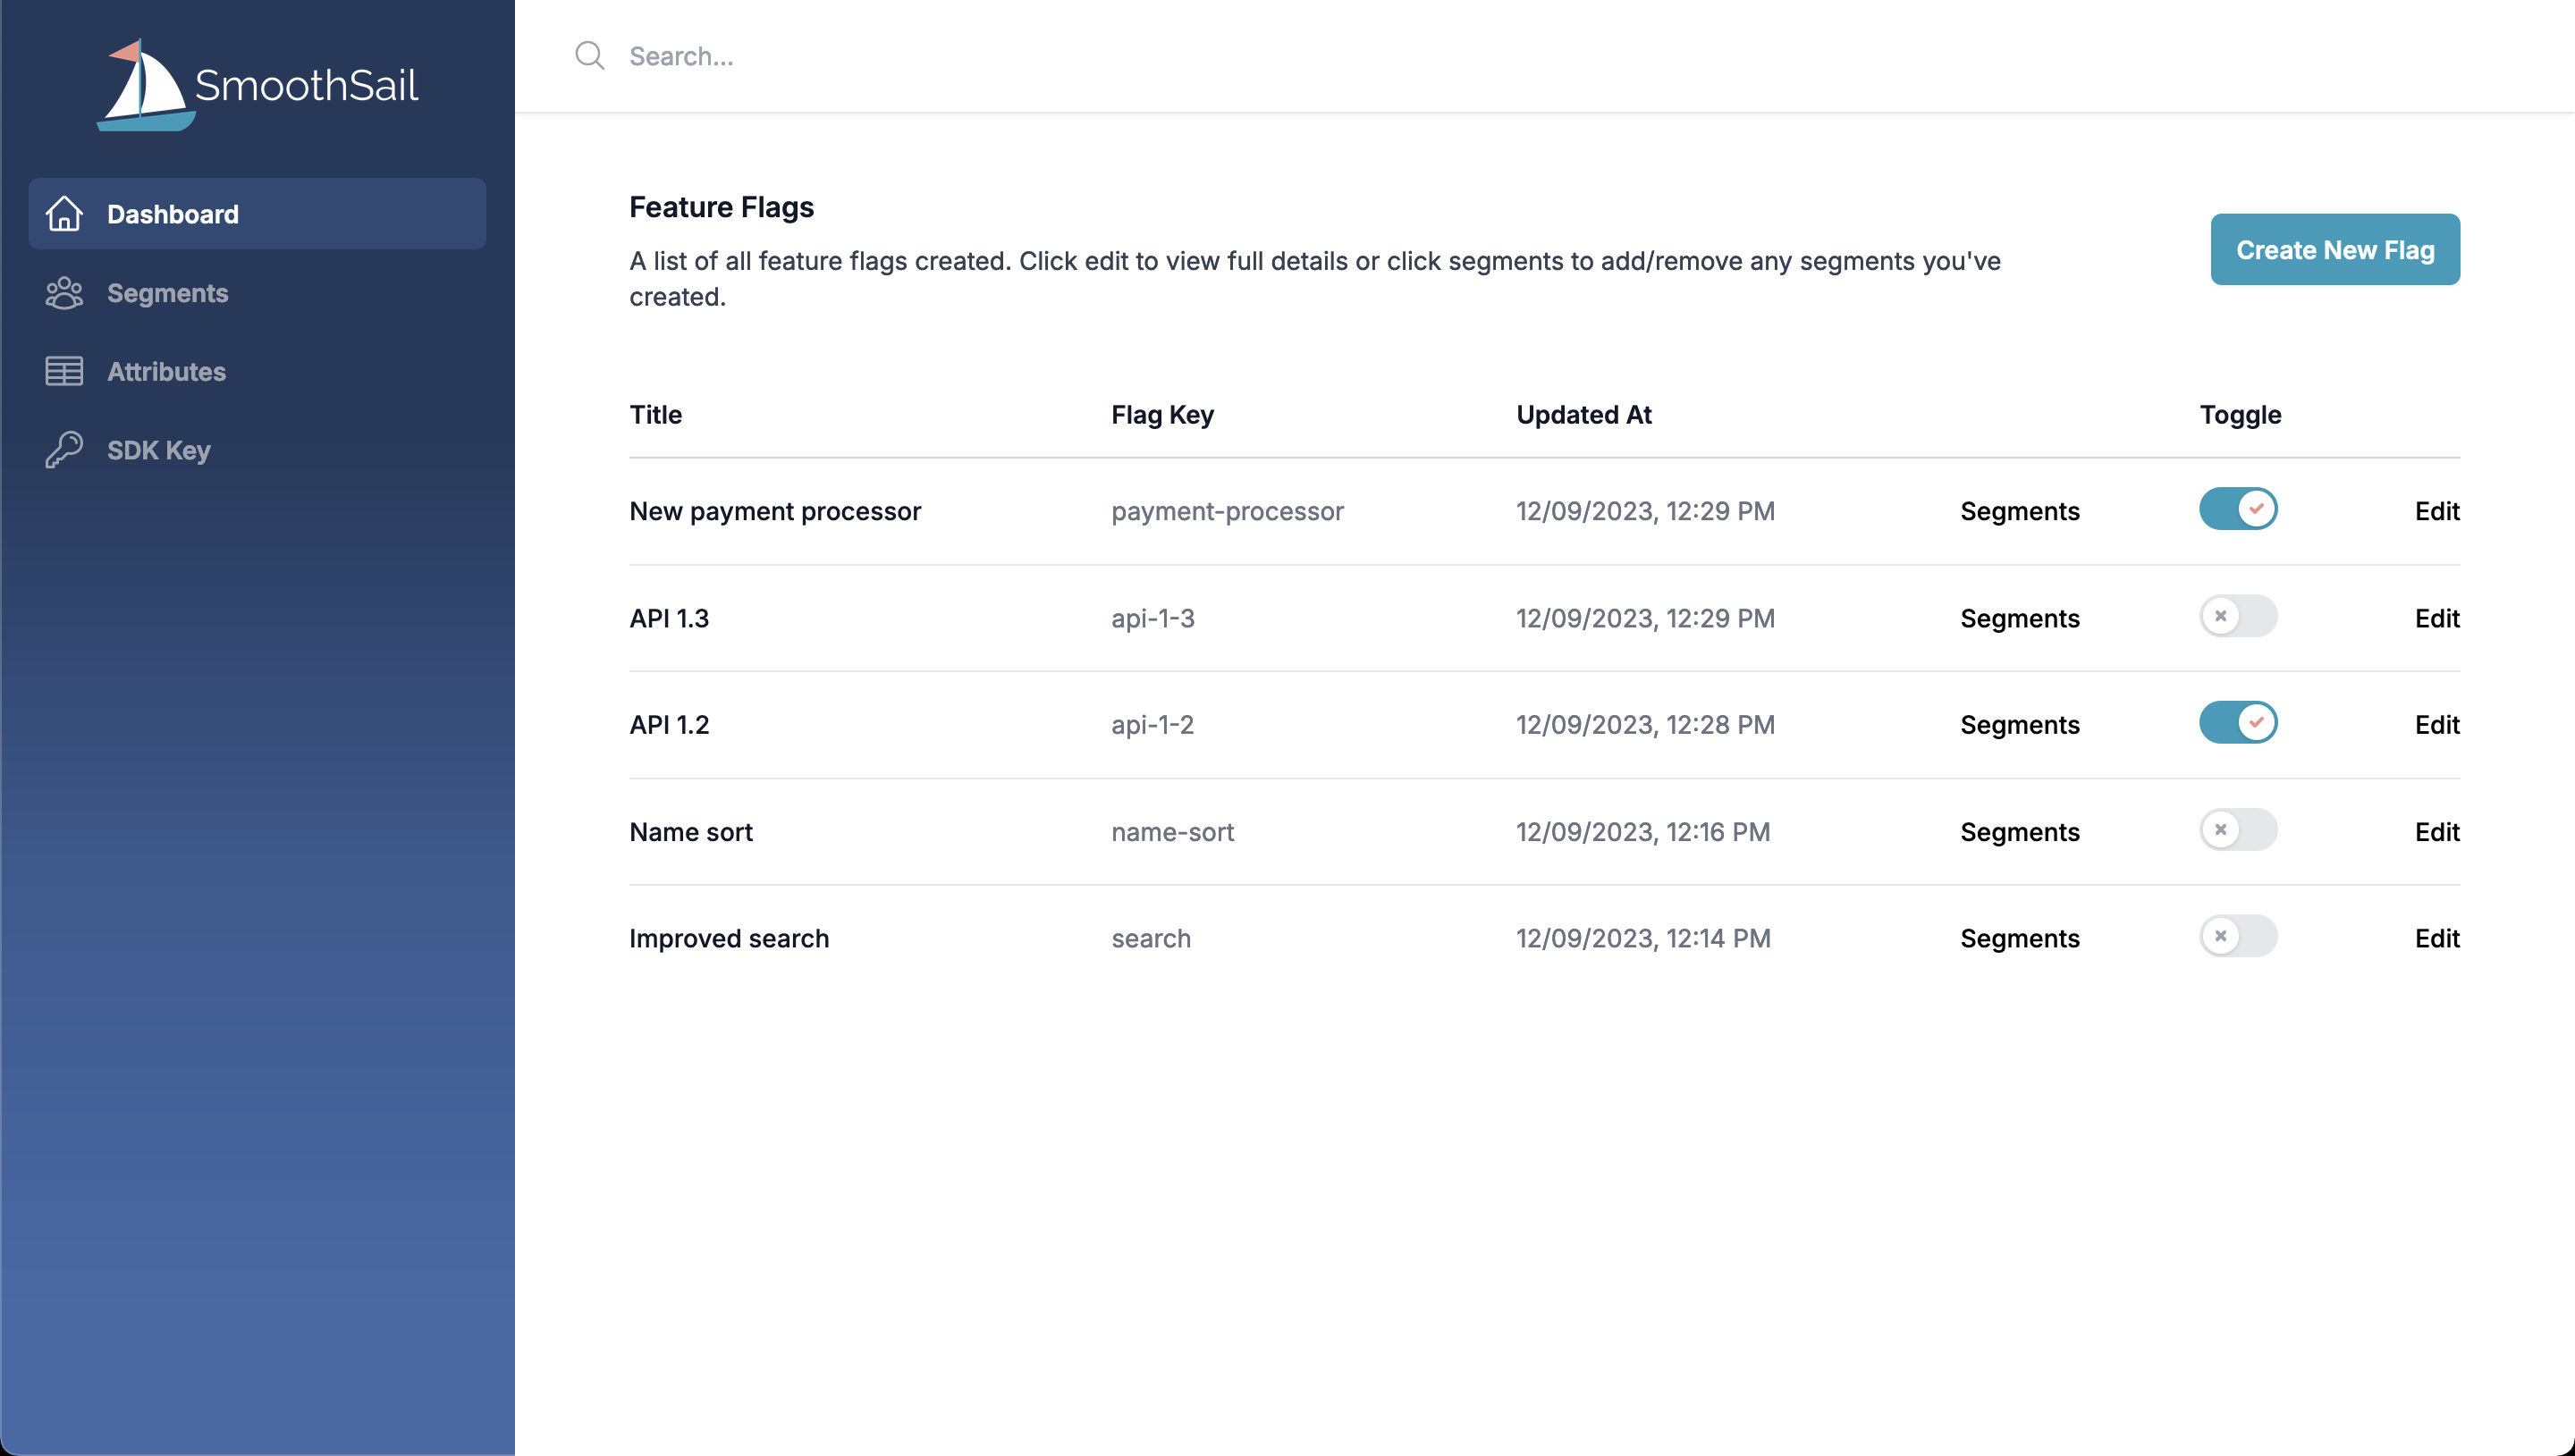 SmoothSail
Search...
Dashboard
Segments
Attributes
SDK Key
Feature Flags
A list of all feature flags created. Click edit to view full details or click segments to add/remove any segments you've
created.
Create New Flag
Title Flag Key Updated At Toggle
New payment processor payment-processor 12/09/2023, 12:29 PM Segments Edit
API 1.3 api-1-3 12/09/2023, 12:29 PM Segments Edit
API 1.2 api-1-2 12/09/2023, 12:28 PM Segments Edit
Name sort name-sort 12/09/2023, 12:16 PM Segments Edit
Improved search search 12/09/2023, 12:14 PM Segments Edit